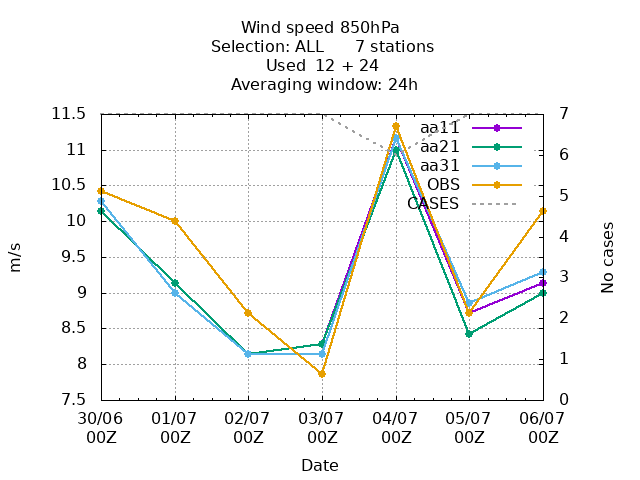 Wind speed 850hPa
Selection: ALL 7 stations
Used 12 + 24
Averaging window: 24h
11.5
11
10.5
10
9.5
9
8.5
8
7.5
m/s
7
6
5
4
3
2
1
0
No cases
aa11
aa21
aa31
OBS
CASES
30/06 01/07 02/07 03/07 04/07 05/07 06/07
00Z 00Z 00Z 00Z 00Z 00Z 00Z
Date